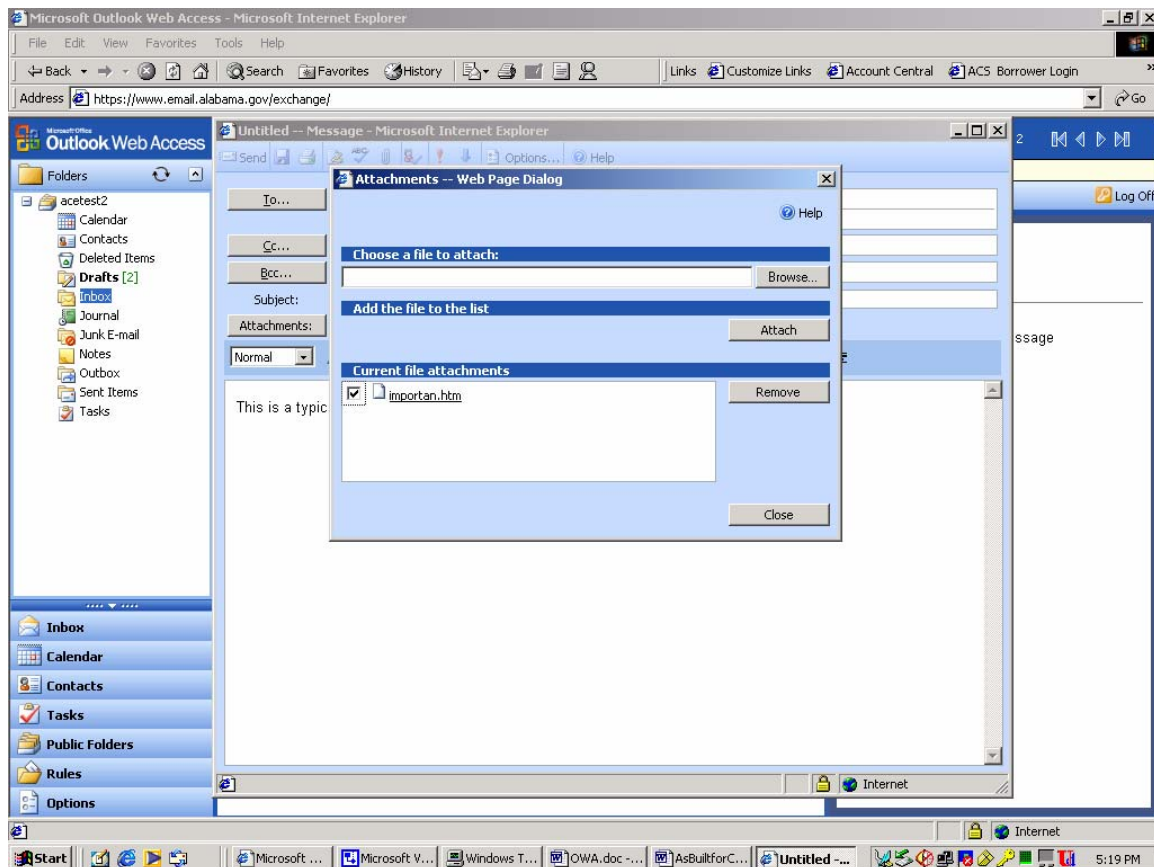 Microsoft Outlook Web Access - Microsoft Internet Explorer
File Edit View Favorites Tools Help
Back Search Favorites History Links Customize Links Account Central ACS Borrower Login »
Address https://www.email.alabama.gov/exchange/ Go
Microsoft Office
Outlook Web Access
Folders
acetest2
Calendar
Contacts
Deleted Items
Drafts [2]
Inbox
Journal
Junk E-mail
Notes
Outbox
Sent Items
Tasks
Inbox
Calendar
Contacts
Tasks
Public Folders
Rules
Options
Untitled -- Message - Microsoft Internet Explorer
Send Options... Help
To...
Cc...
Bcc...
Subject:
Attachments:
Normal
This is a typic
Attachments -- Web Page Dialog
Help
Choose a file to attach:
Browse...
Add the file to the list
Attach
Current file attachments
importan.htm
Remove
Close
Internet
2
Log Off
ssage
Internet
Start Microsoft ... Microsoft V... Windows T... OWA.doc -... AsBuiltforC... Untitled -... 5:19 PM